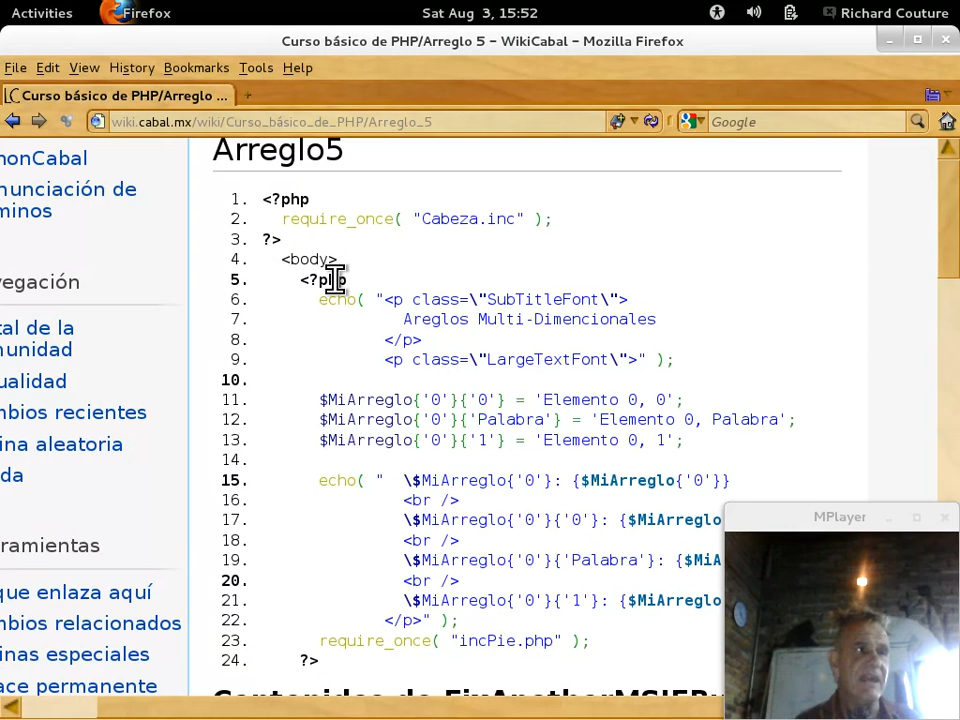 Activities Firefox Sat Aug 3, 15:52 Richard Couture
Curso básico de PHP/Arreglo 5 - WikiCabal - Mozilla Firefox
File Edit View History Bookmarks Tools Help
Curso básico de PHP/Arreglo ...
wiki.cabal.mx/wiki/Curso_básico_de_PHP/Arreglo_5 Google
Arreglo5
nonCabal
nunciación de
minos
vegación
tal de la
munidad
ualidad
mbios recientes
ina aleatoria
da
ramientas
que enlaza aquí
mbios relacionados
inas especiales
ace permanente
1. <?php
2. require_once( "Cabeza.inc" );
3. ?>
4. <body>
5. <?php
6. echo( "<p class=\"SubTitleFont\">
7. Areglos Multi-Dimencionales
8. </p>
9. <p class=\"LargeTextFont\">" );
10.
11. $MiArreglo{'0'}{'0'} = 'Elemento 0, 0';
12. $MiArreglo{'0'}{'Palabra'} = 'Elemento 0, Palabra';
13. $MiArreglo{'0'}{'1'} = 'Elemento 0, 1';
14.
15. echo( " \$MiArreglo{'0'}: {$MiArreglo{'0'}}
16. <br />
17. \$MiArreglo{'0'}{'0'}: {$MiArreglo
18. <br />
19. \$MiArreglo{'0'}{'Palabra'}: {$MiA
20. <br />
21. \$MiArreglo{'0'}{'1'}: {$MiArreglo
22. </p>" );
23. require_once( "incPie.php" );
24. ?>
MPlayer